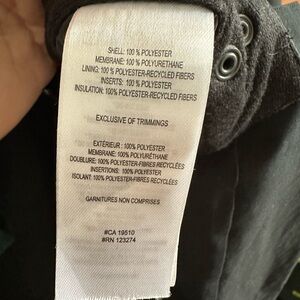 SHELL: 100 % POLYESTER
MEMBRANE: 100 % POLYURETHANE
LINING: 100 % POLYESTER-RECYCLED FIBERS
INSERTS: 100 % POLYESTER
INSULATION: 100% POLYESTER-RECYCLED FIBERS
EXCLUSIVE OF TRIMMINGS
EXTÉRIEUR : 100% POLYESTER
MEMBRANE: 100% POLYURÉTHANE
DOUBLURE: 100% POLYESTER-FIBRES RECYCLÉES
INSERTIONS: 100% POLYESTER
ISOLANT: 100% POLYESTER-FIBRES RECYCLÉES
GARNITURES NON COMPRISES
#CA 19510
#RN 123274